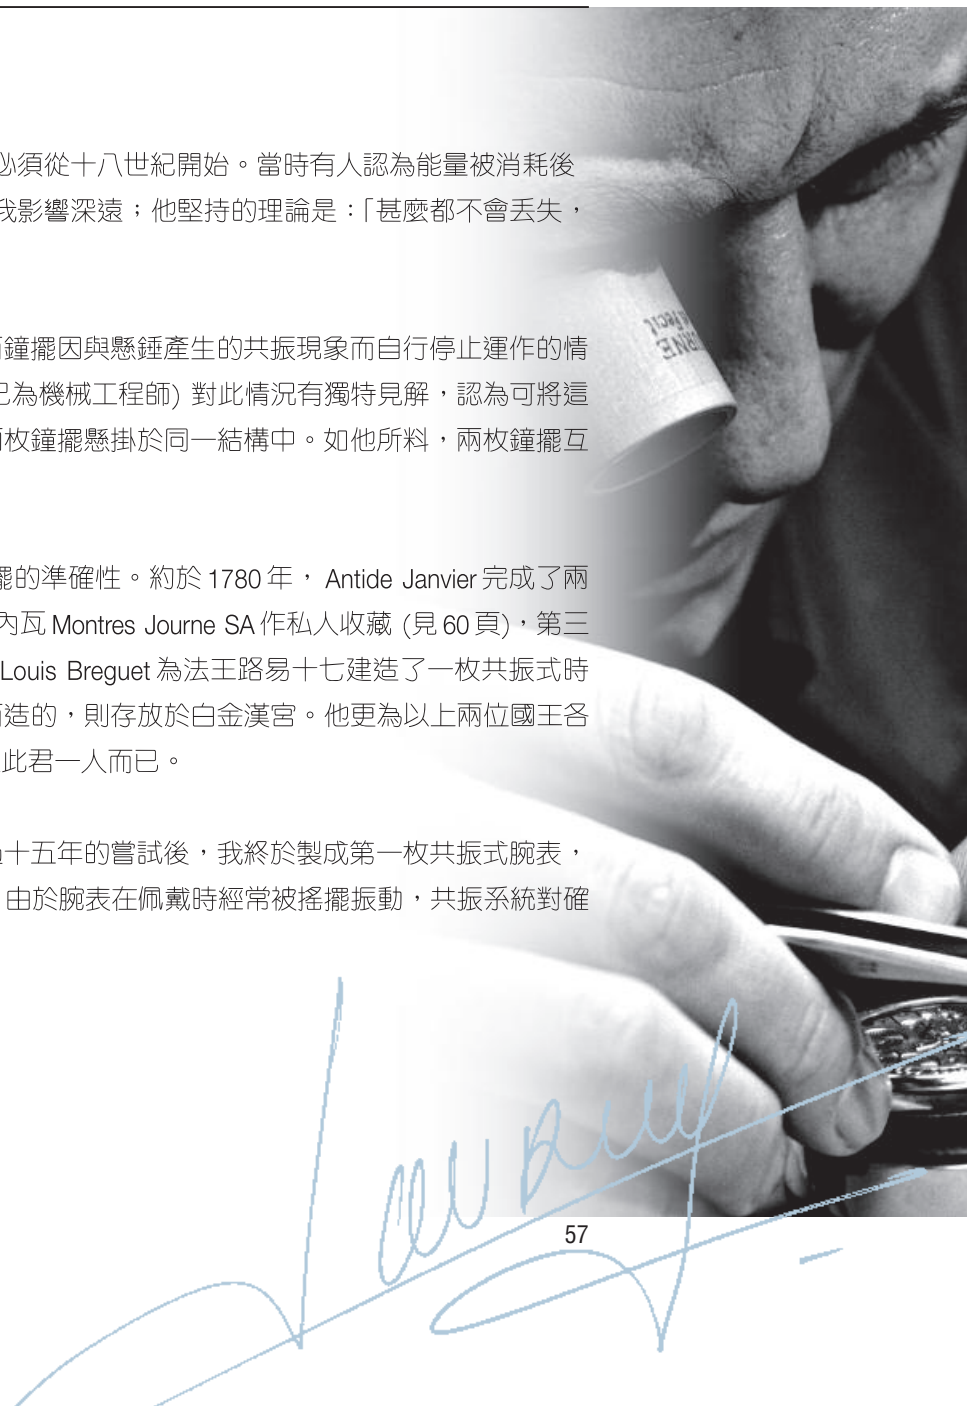 必須從十八世紀開始。當時有人認為能量被消耗後
我影響深遠；他堅持的理論是：「甚麼都不會丟失，
而鐘擺因與懸錘產生的共振現象而自行停止運作的情
已為機械工程師) 對此情況有獨特見解，認為可將這
兩枚鐘擺懸掛於同一結構中。如他所料，兩枚鐘擺互
擺的準確性。約於 1780 年， Antide Janvier 完成了兩
內瓦 Montres Journe SA 作私人收藏 (見 60 頁)，第三
Louis Breguet 為法王路易十七建造了一枚共振式時
而造的，則存放於白金漢宮。他更為以上兩位國王各
此君一人而已。
過十五年的嘗試後，我終於製成第一枚共振式腕表，
由於腕表在佩戴時經常被搖擺振動，共振系統對確
57